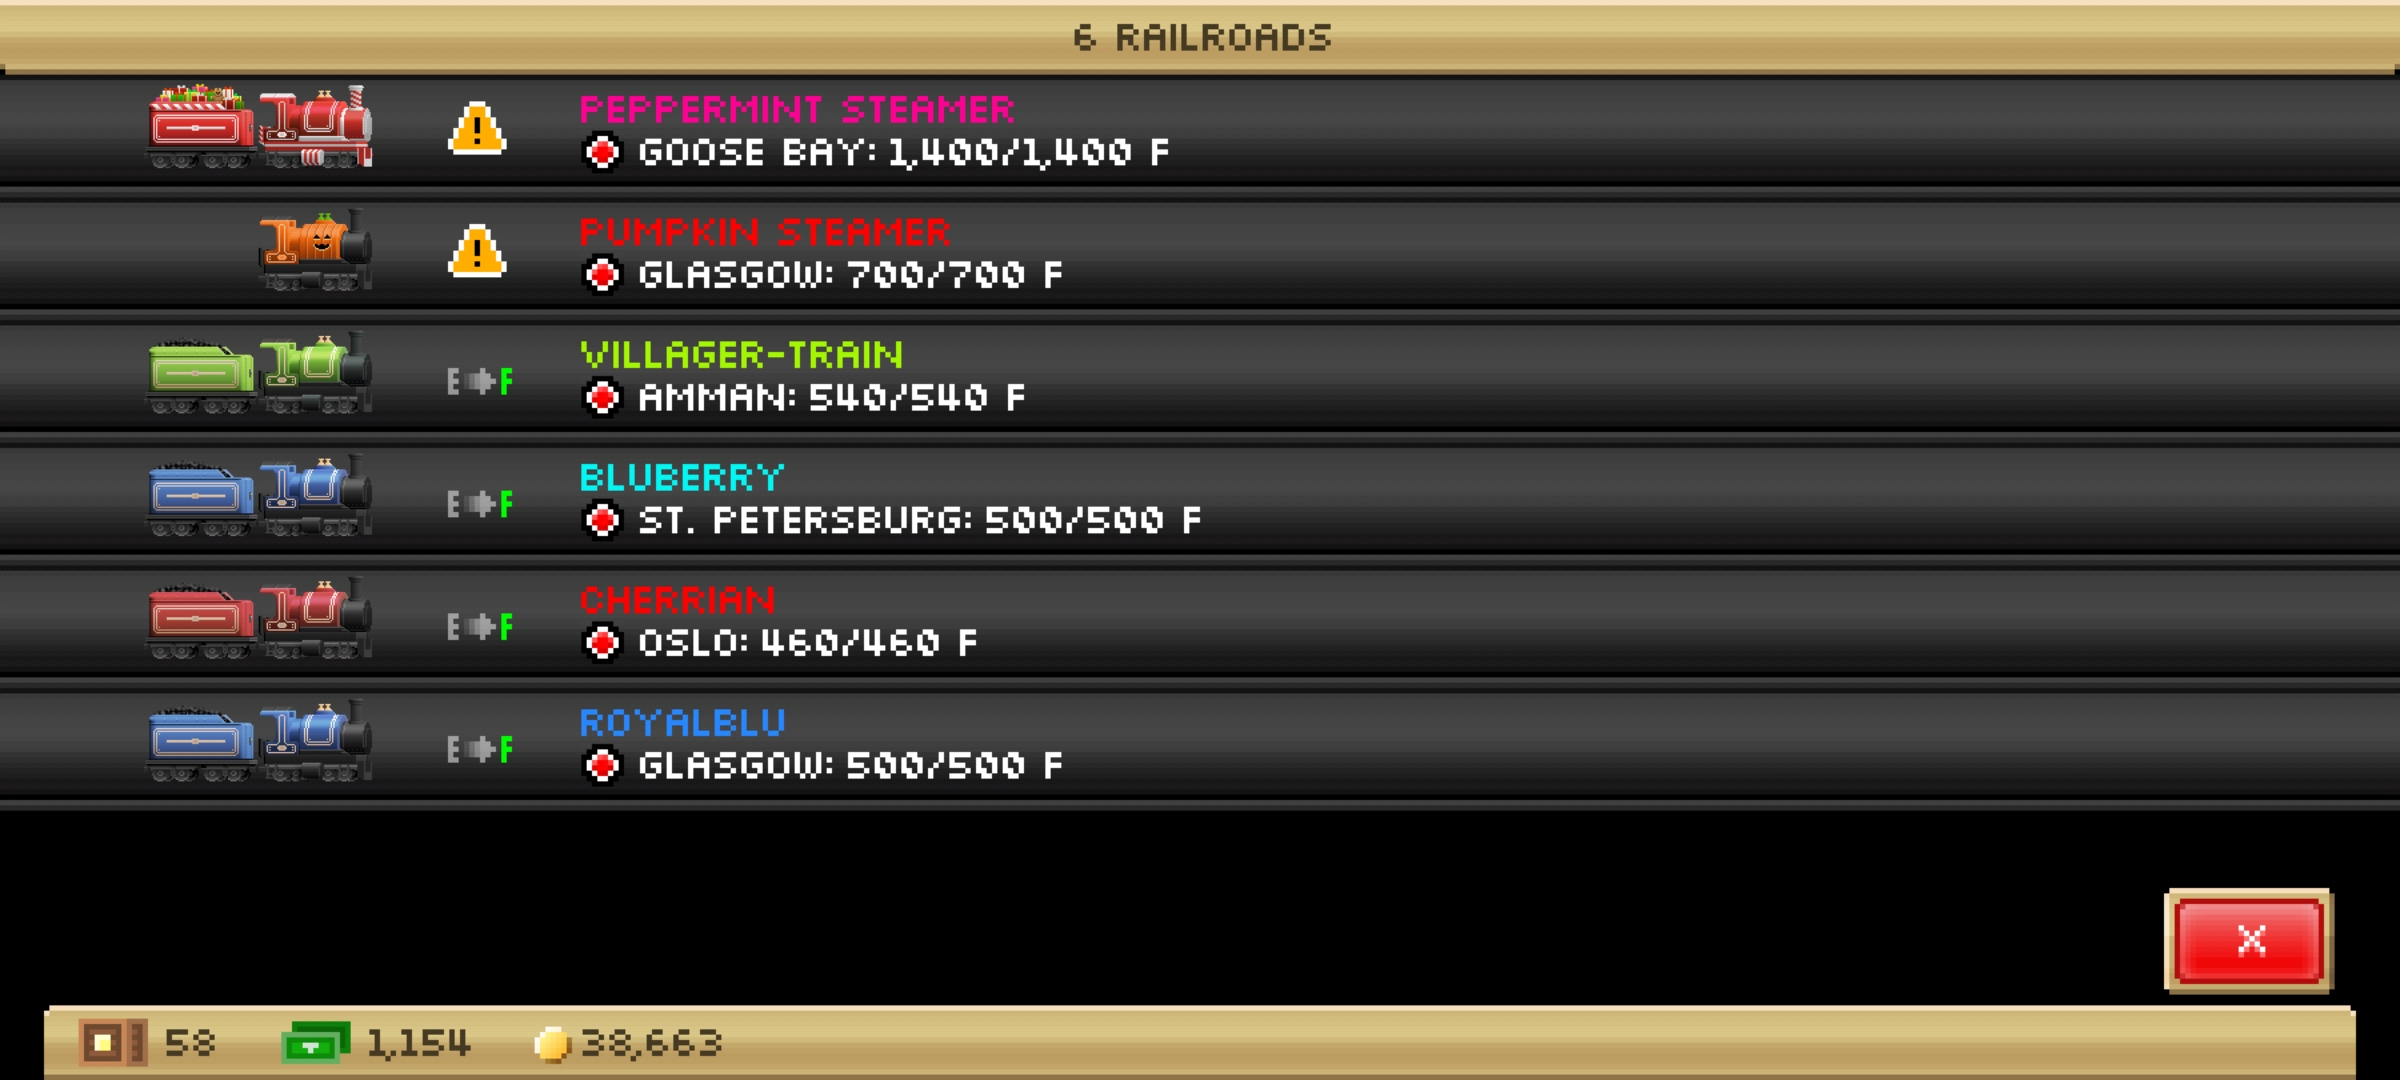 6 RAILROADS
PEPPERMINT STEAMER
GOOSE BAY: 1,400/1,400 F
PUMPKIN STEAMER
GLASGOW: 700/700 F
VILLAGER-TRAIN
E F
AMMAN: 540/540 F
BLUBERRY
E F
ST. PETERSBURG: 500/500 F
CHERRIAN
E F
OSLO: 460/460 F
ROYALBLU
E F
GLASGOW: 500/500 F
X
58 1,154 38,663